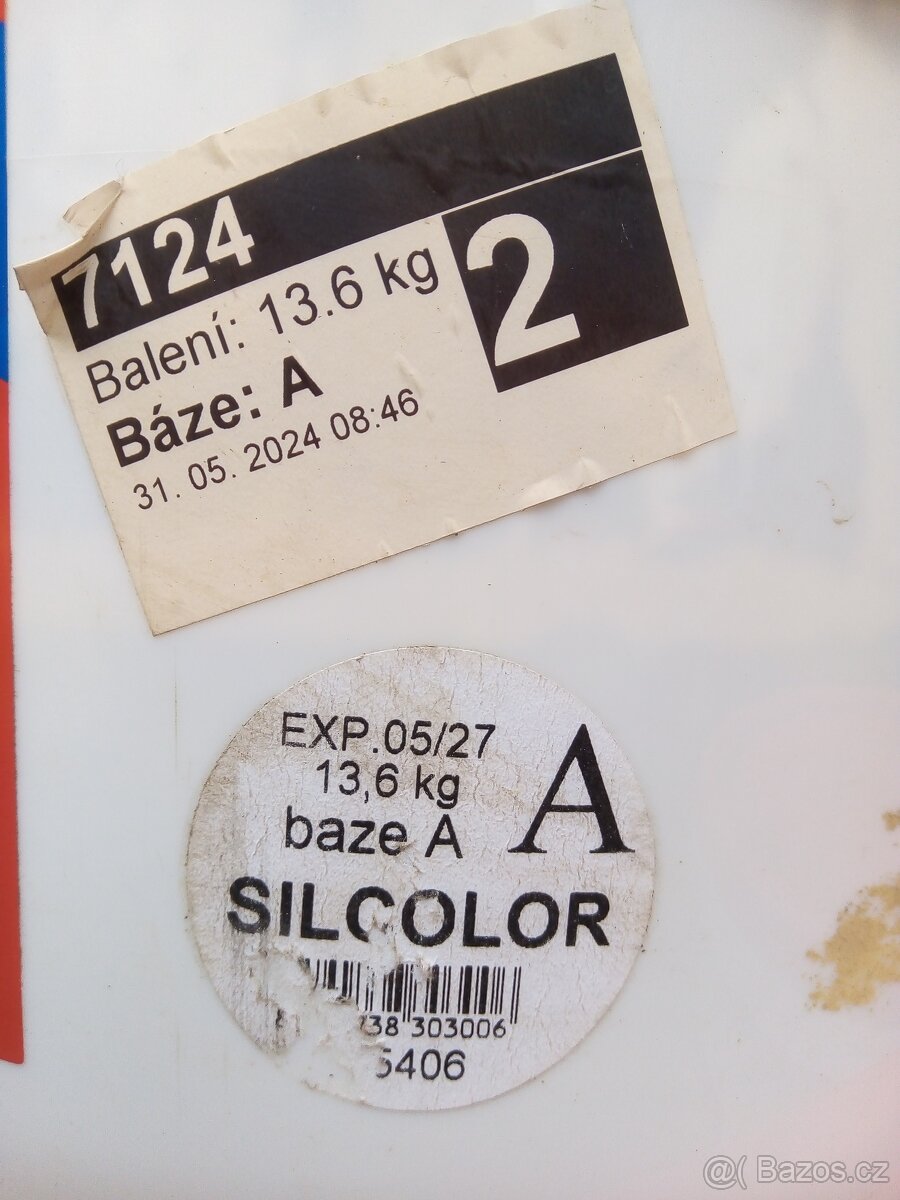 7124
Balení: 13.6 kg
2
Báze: A
31. 05. 2024 08:46
EXP.05/27
13,6 kg
baze A
A
SILCOLOR
738 303006
5406
@( Bazos.cz